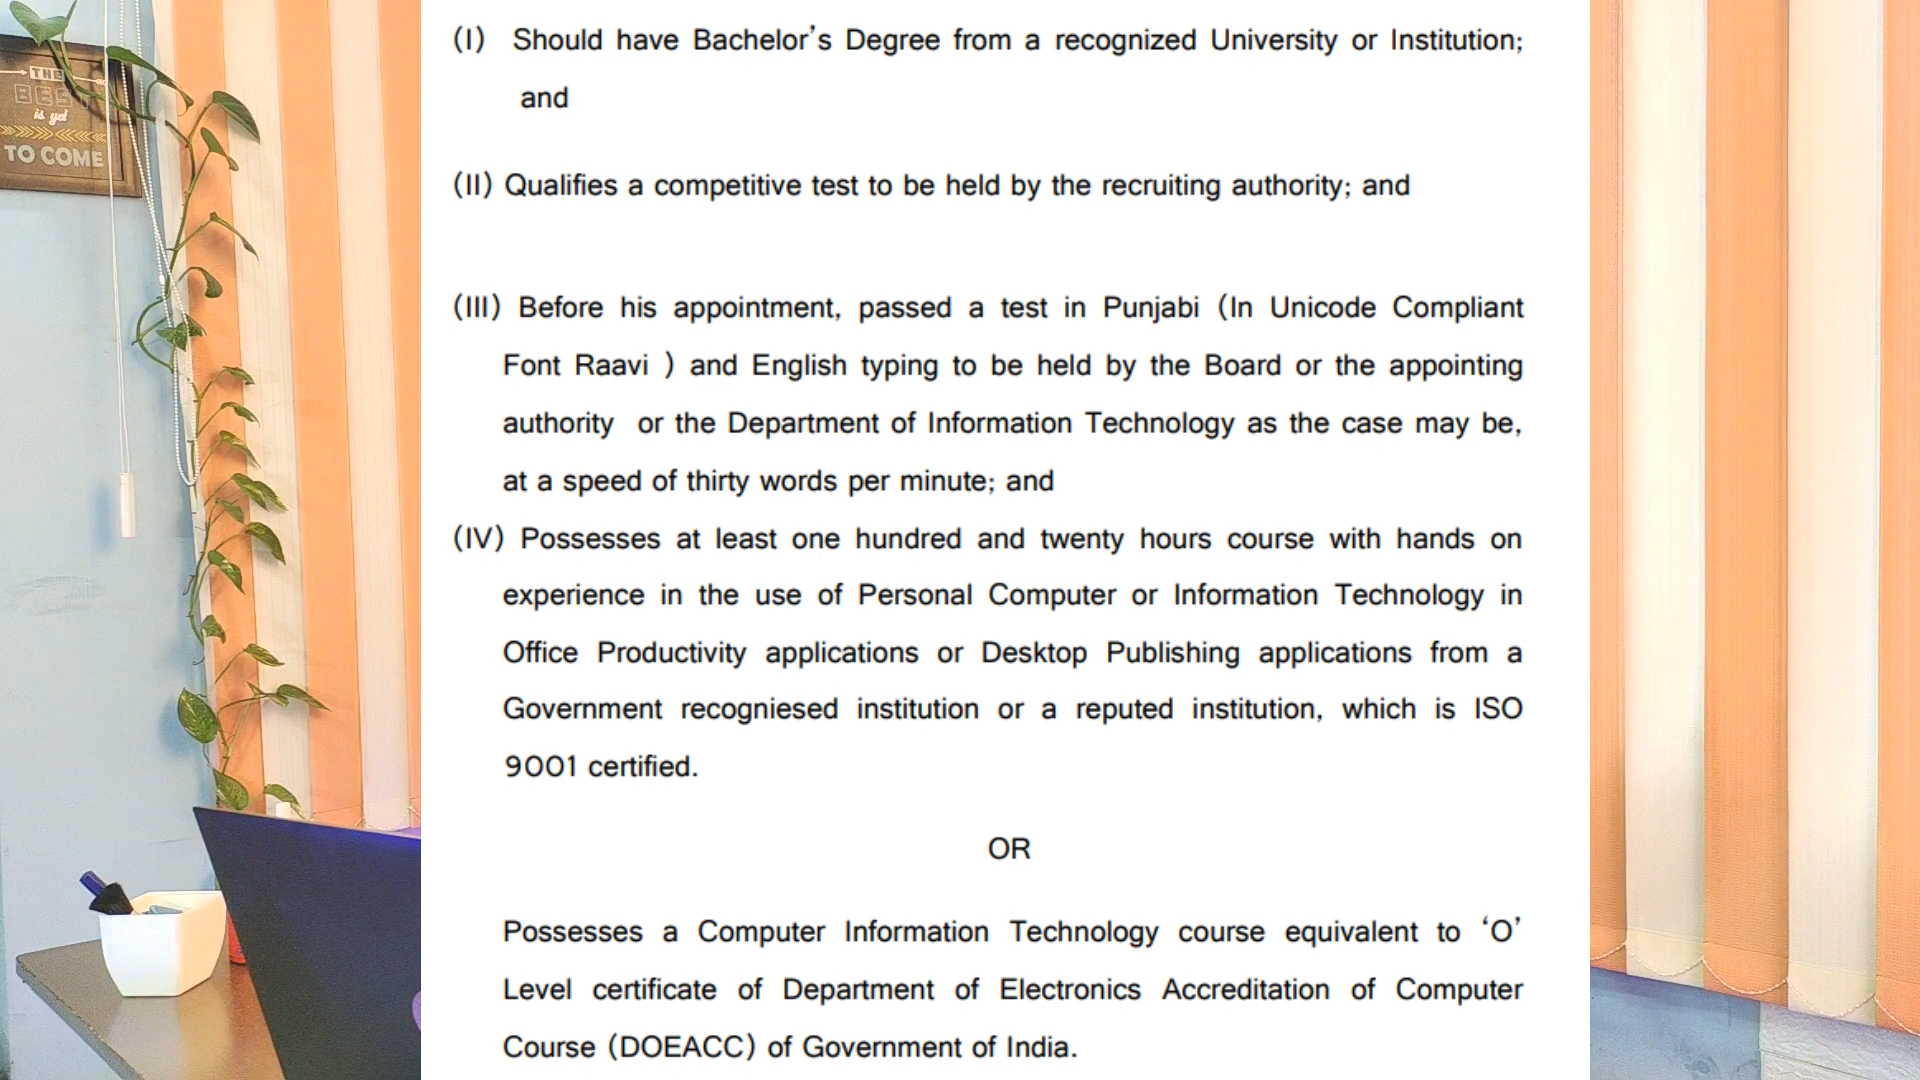 THE
BEST
is yet
TO COME
(I) Should have Bachelor's Degree from a recognized University or Institution;
and
(II) Qualifies a competitive test to be held by the recruiting authority; and
(III) Before his appointment, passed a test in Punjabi (In Unicode Compliant
Font Raavi ) and English typing to be held by the Board or the appointing
authority or the Department of Information Technology as the case may be,
at a speed of thirty words per minute; and
(IV) Possesses at least one hundred and twenty hours course with hands on
experience in the use of Personal Computer or Information Technology in
Office Productivity applications or Desktop Publishing applications from a
Government recogniesed institution or a reputed institution, which is ISO
9001 certified.
OR
Possesses a Computer Information Technology course equivalent to ‘O’
Level certificate of Department of Electronics Accreditation of Computer
Course (DOEACC) of Government of India.